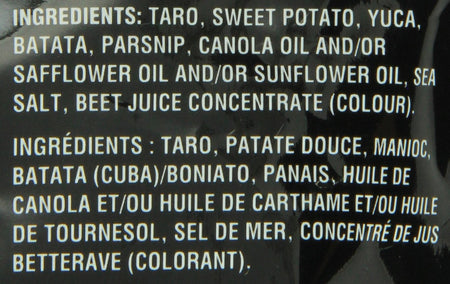 INGREDIENTS: TARO, SWEET POTATO, YUCA,
BATATA, PARSNIP, CANOLA OIL AND/OR
SAFFLOWER OIL AND/OR SUNFLOWER OIL, SEA
SALT, BEET JUICE CONCENTRATE (COLOUR).
INGRÉDIENTS : TARO, PATATE DOUCE, MANIOC,
BATATA (CUBA)/BONIATO, PANAIS, HUILE DE
CANOLA ET/OU HUILE DE CARTHAME ET/OU HUILE
DE TOURNESOL, SEL DE MER, CONCENTRÉ DE JUS
BETTERAVE (COLORANT).